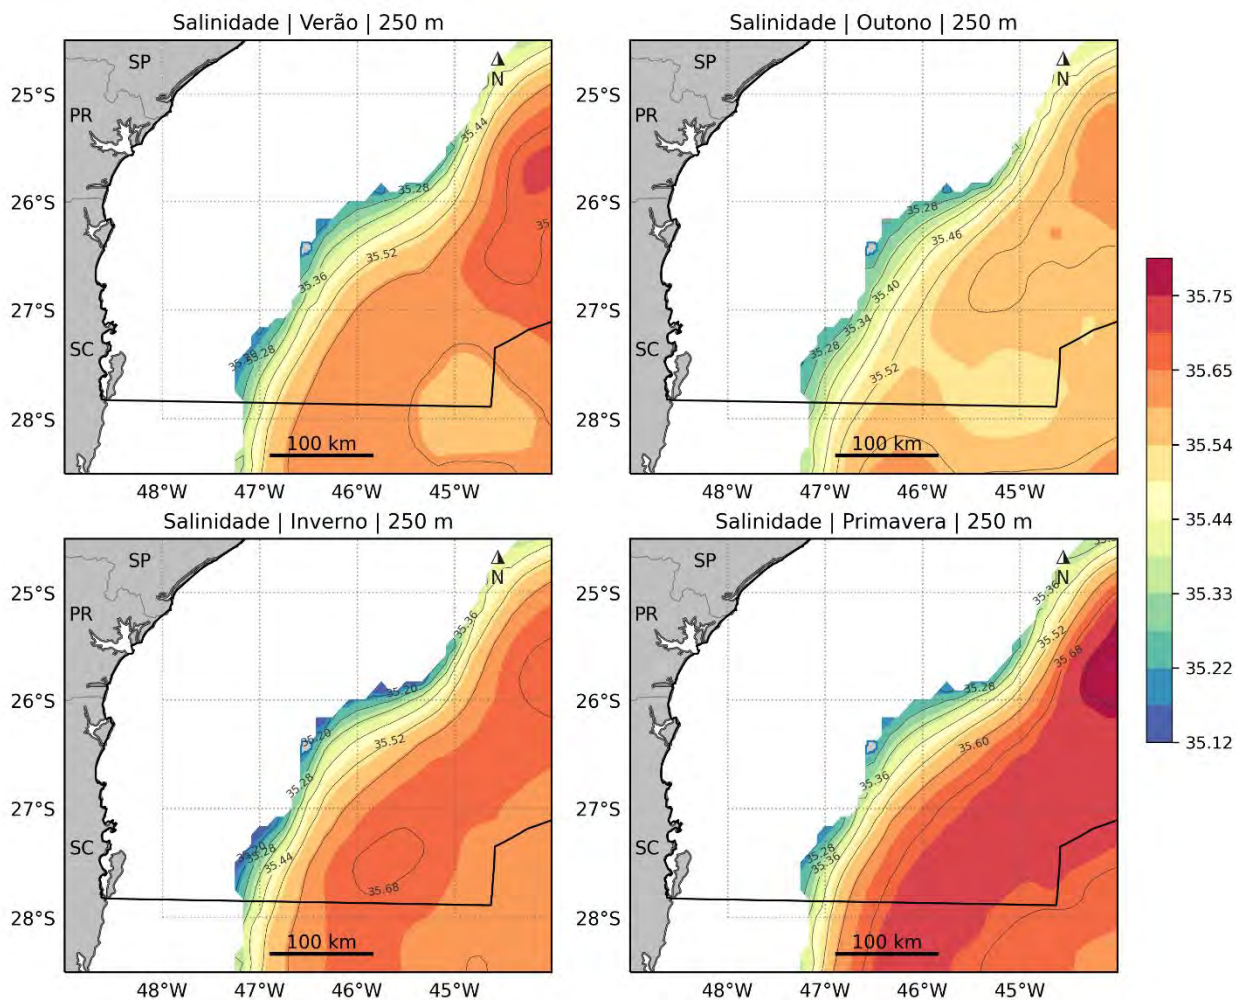 Salinidade | Verão | 250 m
SP
N
25°S
PR
35.44
26°S
35.28
35.
35.52
35.36
27°S
SC
35.28
28°S
100 km
48°W 47°W 46°W 45°W
Salinidade | Outono | 250 m
SP
N
25°S
PR
26°S
35.28
35.46
35.40
27°S
35.34
SC
35.28
35.52
28°S
100 km
48°W 47°W 46°W 45°W
Salinidade | Inverno | 250 m
SP
N
25°S
PR
35.36
26°S
35.20
35.20
35.52
35.28
27°S
SC
35.28
35.44
35.68
28°S
100 km
48°W 47°W 46°W 45°W
Salinidade | Primavera | 250 m
SP
N
25°S
35.36
PR
35.52
35.68
26°S
35.28
35.60
35.36
27°S
SC
35.28
35.36
28°S
100 km
48°W 47°W 46°W 45°W
35.75
35.65
35.54
35.44
35.33
35.22
35.12